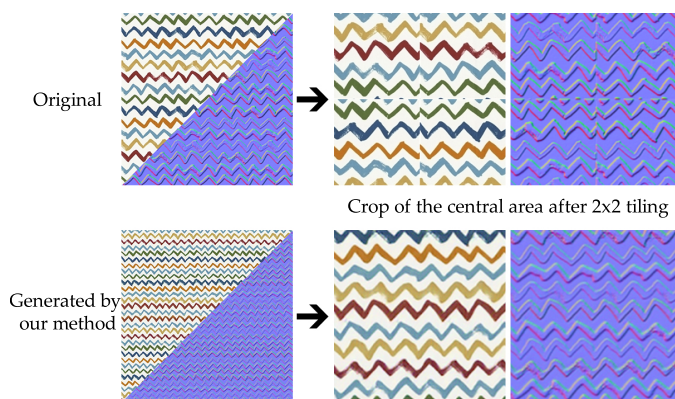 Original
Crop of the central area after 2x2 tiling
Generated by
our method